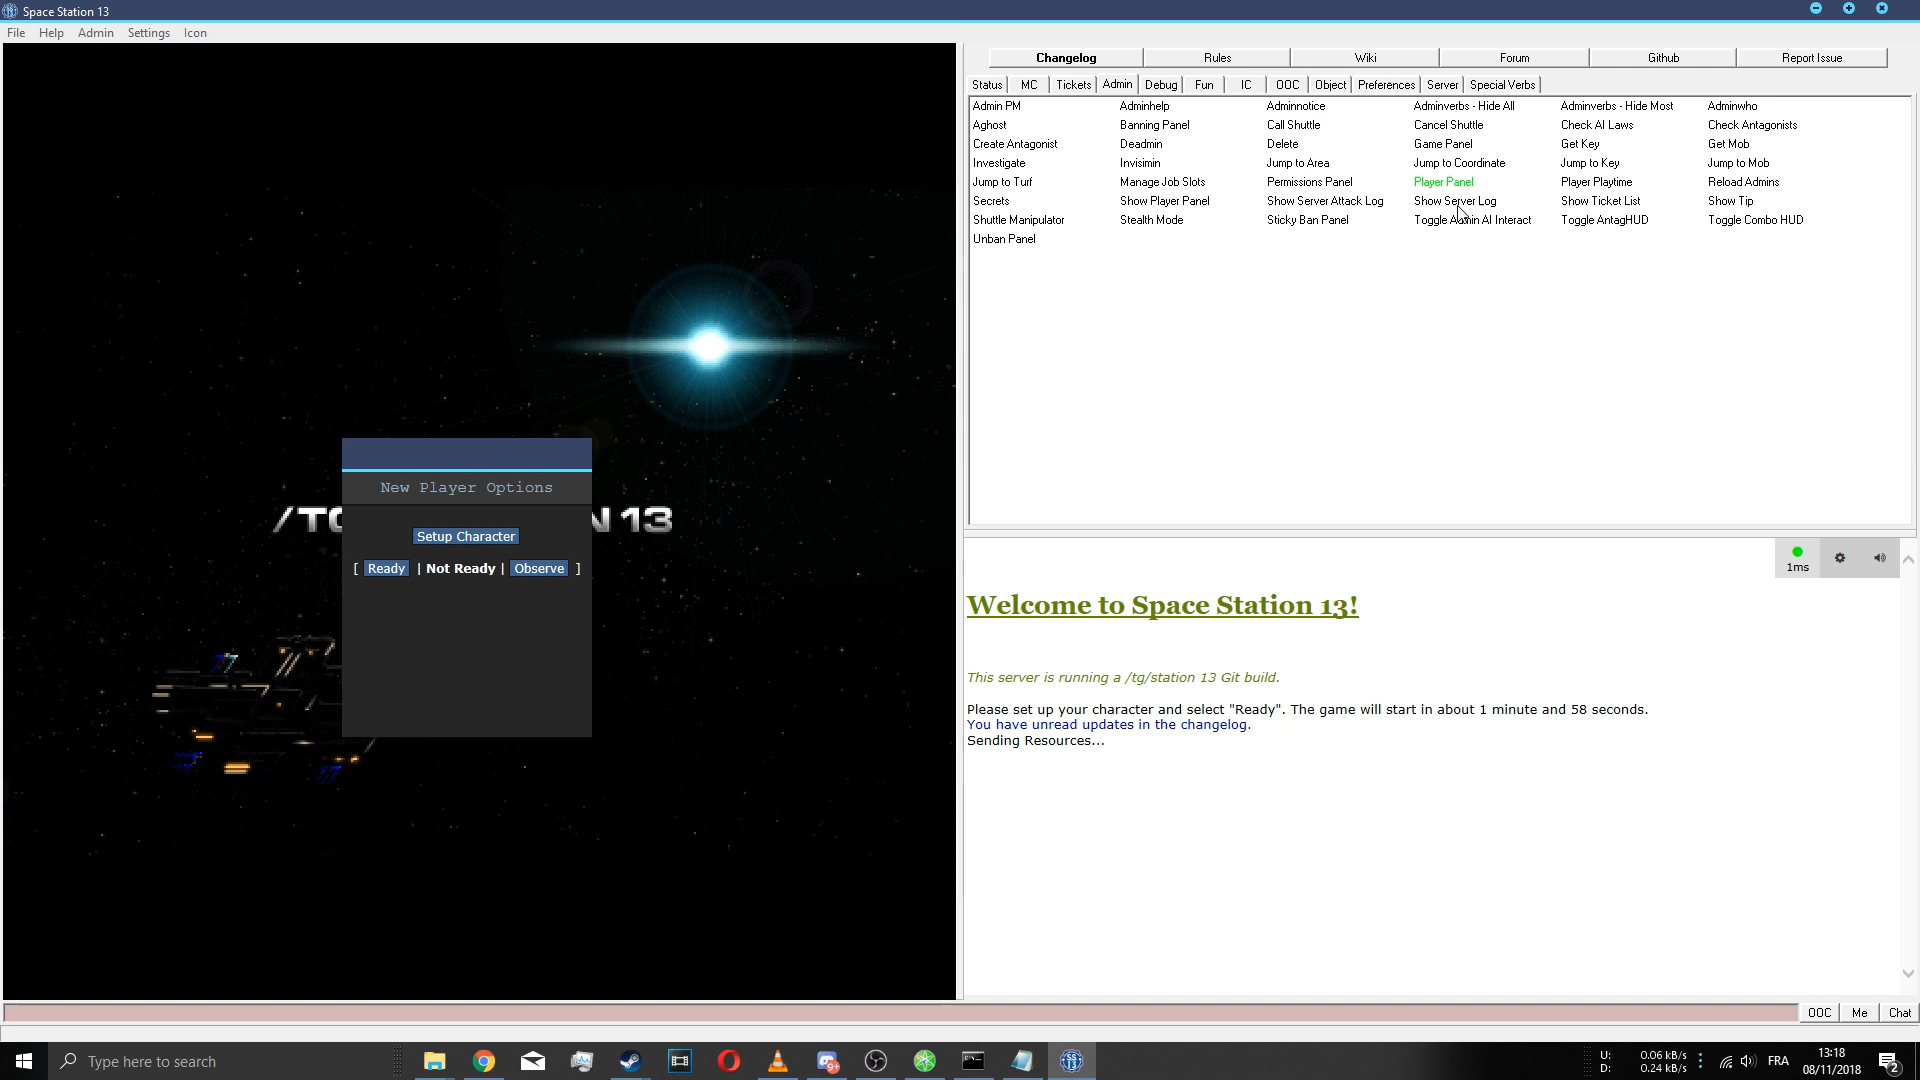 Space Station 13
File Help Admin Settings Icon
Changelog Rules Wiki Forum Github Report Issue
Status MC Tickets Admin Debug Fun IC OOC Object Preferences Server Special Verbs
Admin PM Adminhelp Adminnotice Adminverbs - Hide All Adminverbs - Hide Most Adminwho
Aghost Banning Panel Call Shuttle Cancel Shuttle Check AI Laws Check Antagonists
Create Antagonist Deadmin Delete Game Panel Get Key Get Mob
Investigate Invisimin Jump to Area Jump to Coordinate Jump to Key Jump to Mob
Jump to Turf Manage Job Slots Permissions Panel Player Panel Player Playtime Reload Admins
Secrets Show Player Panel Show Server Attack Log Show Server Log Show Ticket List Show Tip
Shuttle Manipulator Stealth Mode Sticky Ban Panel Toggle Admin AI Interact Toggle AntagHUD Toggle Combo HUD
Unban Panel
New Player Options
/T N 13
Setup Character
[ Ready | Not Ready | Observe ]
1ms
Welcome to Space Station 13!
This server is running a /tg/station 13 Git build.
Please set up your character and select "Ready". The game will start in about 1 minute and 58 seconds.
You have unread updates in the changelog.
Sending Resources...
OOC Me Chat
Type here to search
9+
SS 13
U: 0.06 kB/s
D: 0.24 kB/s
FRA
13:18
08/11/2018
2